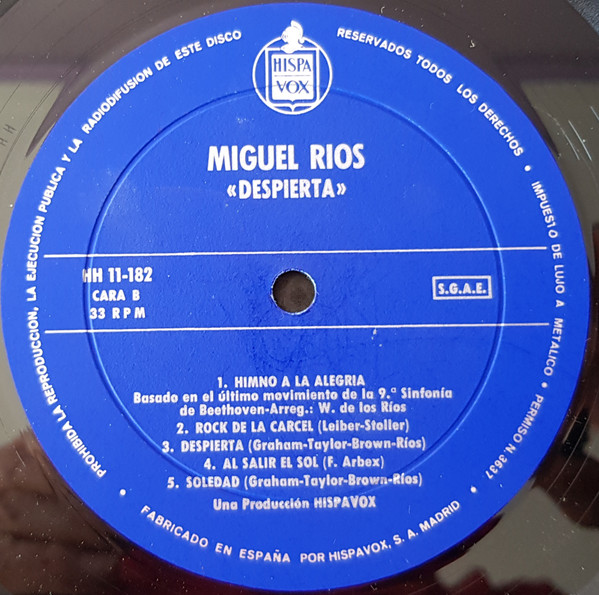 PROHIBIDA LA REPRODUCCION, LA EJECUCION PUBLICA Y LA RADIODIFUSION DE ESTE DISCO
RESERVADOS TODOS LOS DERECHOS • IMPUESTO DE LUJO A METALICO • PERMISO N 3637
HISPA
VOX
MIGUEL RIOS
«DESPIERTA»
HH 11-182
CARA B
33 RPM
S.G.A.E.
1. HIMNO A LA ALEGRIA
Basado en el último movimiento de la 9.ª Sinfonía
de Beethoven-Arreg.: W. de los Ríos
2. ROCK DE LA CARCEL (Leiber-Stoller)
3. DESPIERTA (Graham-Taylor-Brown-Ríos)
4. AL SALIR EL SOL (F. Arbex)
5. SOLEDAD (Graham-Taylor-Brown-Ríos)
Una Producción HISPAVOX
• FABRICADO EN ESPAÑA POR HISPAVOX, S. A. MADRID •